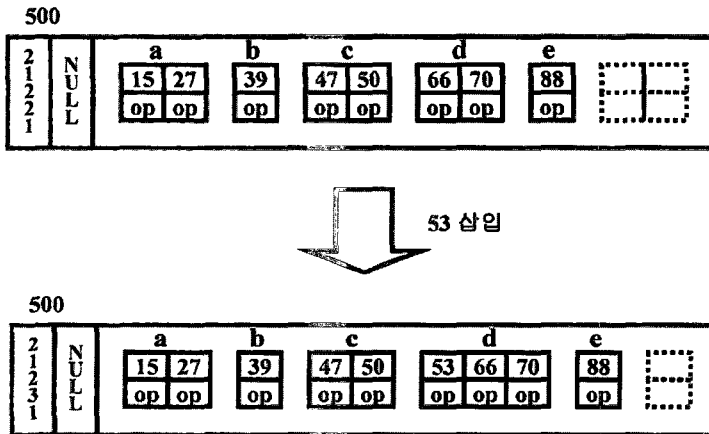 500
2 1 2 2 1
NULL
a b c d e
15 27 39 47 50 66 70 88
op op op op op op op op
53 삽입
500
2 1 2 3 1
NULL
a b c d e
15 27 39 47 50 53 66 70 88
op op op op op op op op op